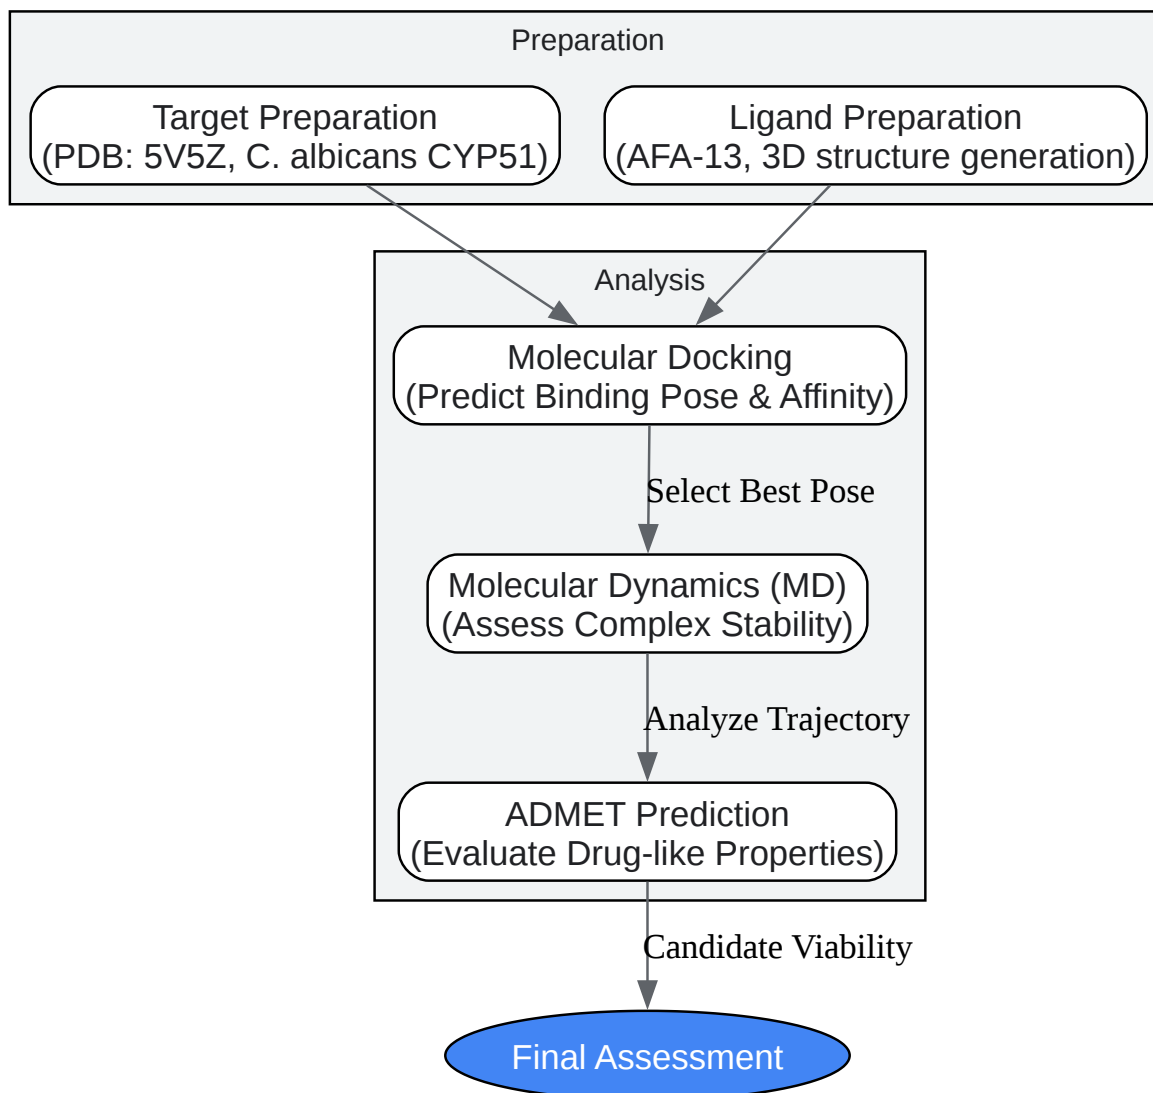 Preparation
Target Preparation
(PDB: 5V5Z, C. albicans CYP51)
Ligand Preparation
(AFA-13, 3D structure generation)
Analysis
Molecular Docking
(Predict Binding Pose & Affinity)
Select Best Pose
Molecular Dynamics (MD)
(Assess Complex Stability)
Analyze Trajectory
ADMET Prediction
(Evaluate Drug-like Properties)
Candidate Viability
Final Assessment